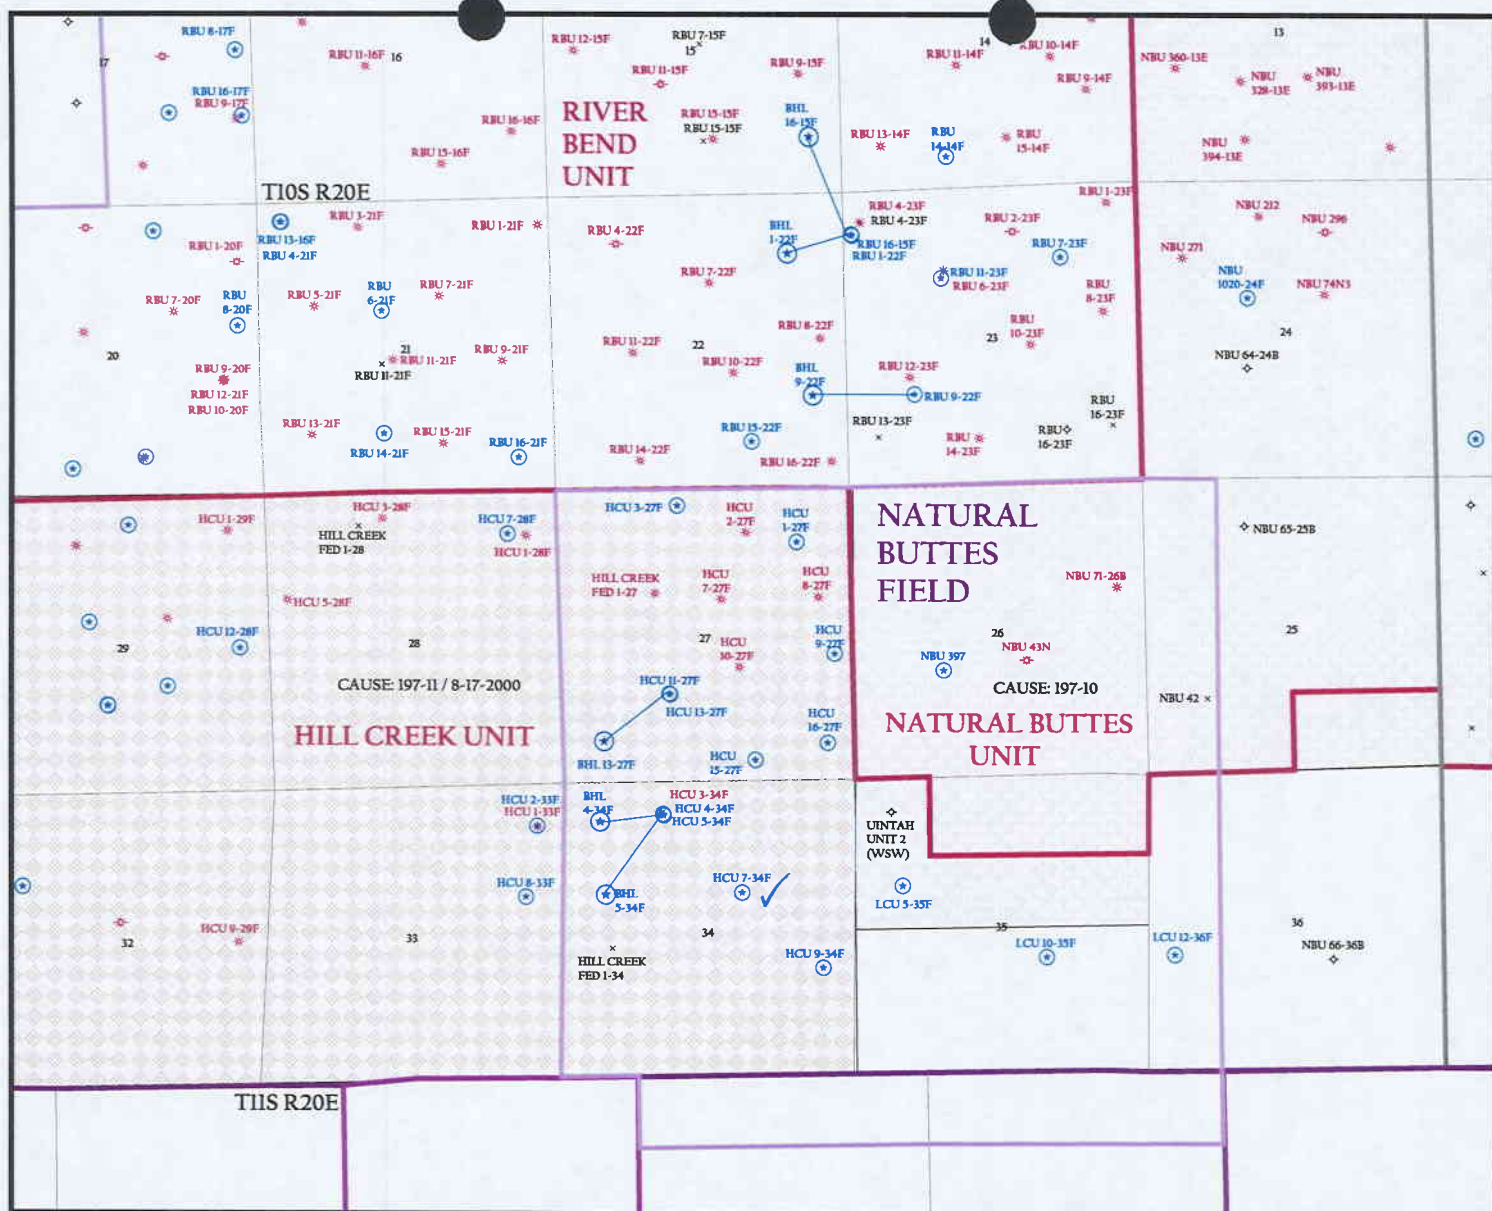 RBU 8-17F
17
RBU 16-17F
RBU 9-17F
RBU 11-16F
16
RBU 16-16F
RBU 15-16F
T10S R20E
RBU 12-15F
RBU 7-15F
15
RBU 11-15F
RBU 9-15F
RIVER
BEND
UNIT
RBU 15-15F
RBU 15-15F
BHL
16-15F
14
RBU 10-14F
RBU 11-14F
RBU 9-14F
RBU 13-14F
RBU
14-14F
RBU
15-14F
13
NBU 360-13E
NBU
328-13E
NBU
393-13E
NBU
394-13E
RBU 1-20F
RBU 7-20F
RBU
8-20F
20
RBU 9-20F
RBU 12-21F
RBU 10-20F
RBU 13-16F
RBU 4-21F
RBU 3-21F
RBU 1-21F
RBU 5-21F
RBU
6-21F
RBU 7-21F
21
RBU 11-21F
RBU 11-21F
RBU 9-21F
RBU 13-21F
RBU 14-21F
RBU 15-21F
RBU 16-21F
RBU 4-22F
BHL
1-22F
RBU 7-22F
RBU 8-22F
RBU 11-22F
22
RBU 10-22F
BHL
9-22F
RBU 15-22F
RBU 14-22F
RBU 16-22F
RBU 1-23F
RBU 4-23F
RBU 4-23F
RBU 2-23F
RBU 16-15F
RBU 1-22F
RBU 7-23F
RBU 11-23F
RBU 6-23F
RBU
8-23F
RBU
10-23F
23
RBU 12-23F
RBU 9-22F
RBU 13-23F
RBU
14-23F
RBU
16-23F
RBU
16-23F
NBU 212
NBU 296
NBU 271
NBU
1020-24F
NBU 74N3
24
NBU 64-24B
HCU 1-29F
29
HCU 3-28F
HILL CREEK
FED 1-28
HCU 7-28F
HCU 1-28F
HCU 5-28F
HCU 12-28F
28
CAUSE: 197-11 / 8-17-2000
HILL CREEK UNIT
HCU 3-27F
HCU
2-27F
HCU
1-27F
HILL CREEK
FED 1-27
HCU
7-27F
HCU
8-27F
27
HCU
10-27F
HCU
9-27F
HCU 11-27F
HCU 13-27F
BHL 13-27F
HCU
16-27F
HCU
15-27F
NATURAL
BUTTES
FIELD
NBU 71-26B
26
NBU 43N
NBU 397
CAUSE: 197-10
NATURAL BUTTES
UNIT
NBU 65-25B
25
NBU 42
HCU 2-33F
HCU 1-33F
HCU 8-33F
32
HCU 9-29F
33
BHL
4-34F
HCU 3-34F
HCU 4-34F
HCU 5-34F
BHL
5-34F
HCU 7-34F
34
HILL CREEK
FED 1-34
HCU 9-34F
UINTAH
UNIT 2
(WSW)
LCU 5-35F
35
LCU 10-35F
LCU 12-36F
36
NBU 66-36B
T11S R20E